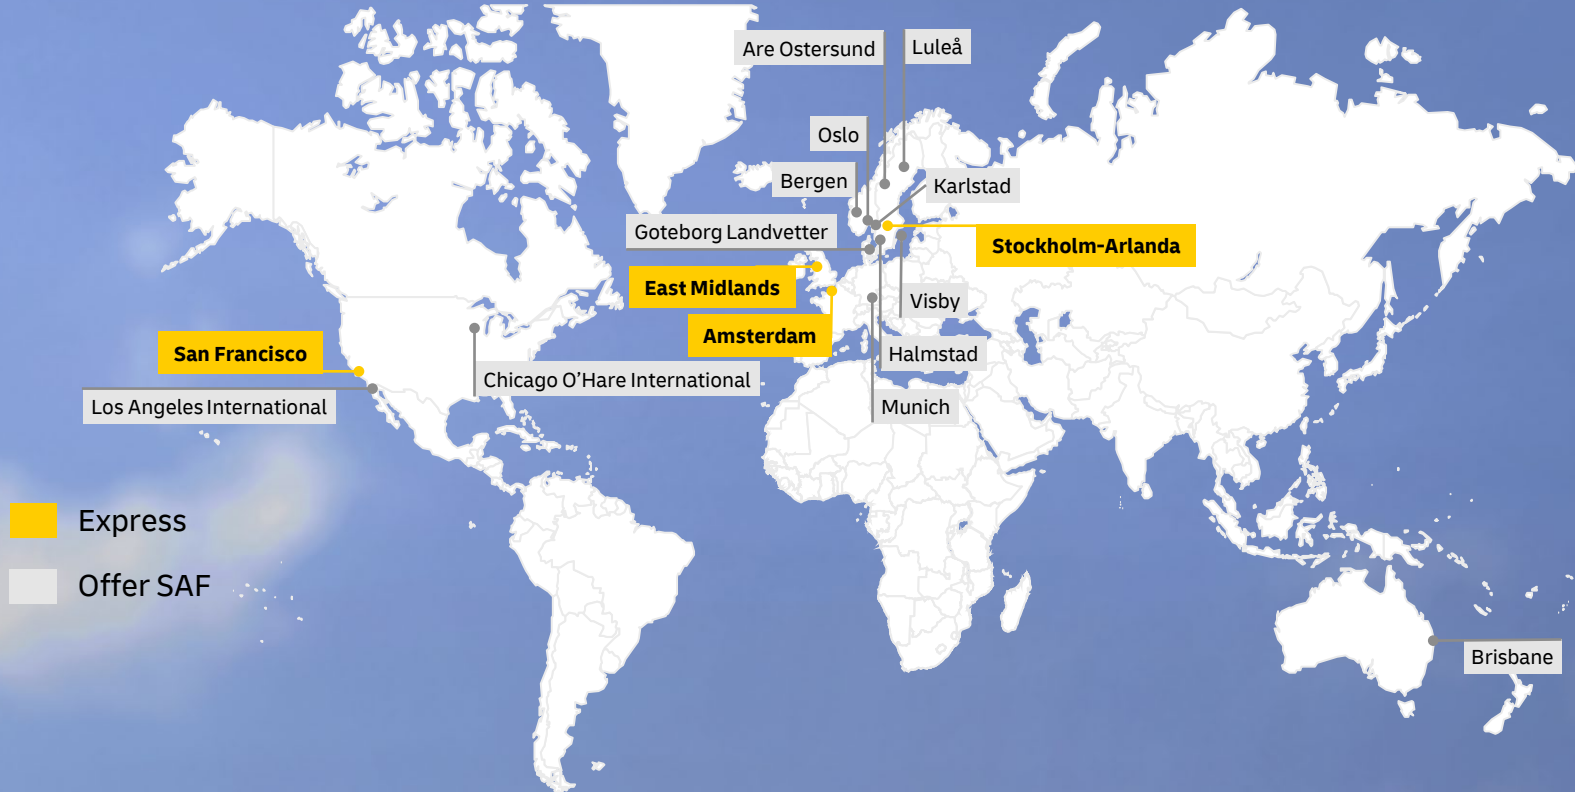 Are Ostersund
Luleå
Oslo
Bergen
Karlstad
Goteborg Landvetter
Stockholm-Arlanda
East Midlands
Visby
Amsterdam
San Francisco
Halmstad
Chicago O’Hare International
Los Angeles International
Munich
Express
Offer SAF
Brisbane